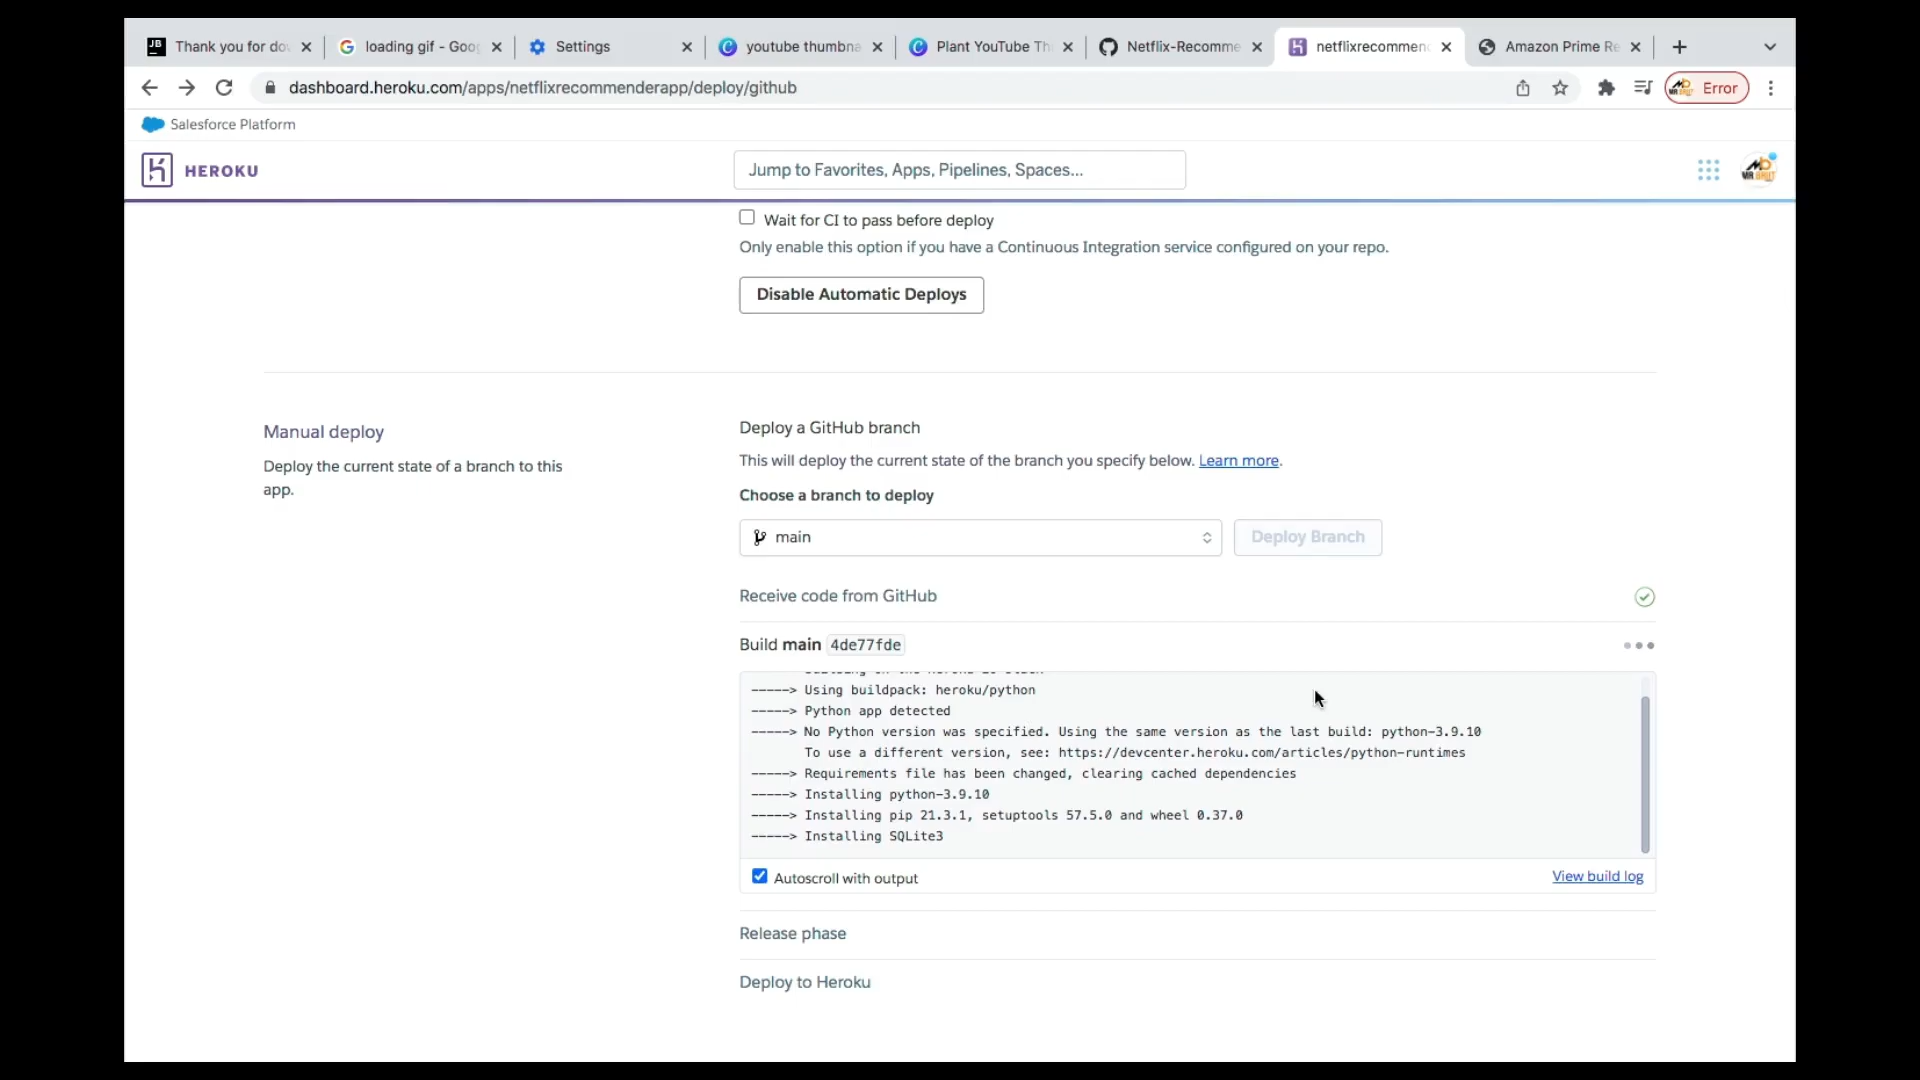 JB
Thank you for do
loading gif - Goog
Settings
youtube thumbna
Plant YouTube Th
Netflix-Recomme
netflixrecommen
Amazon Prime Re
dashboard.heroku.com/apps/netflixrecommenderapp/deploy/github
Error
Salesforce Platform
HEROKU
Jump to Favorites, Apps, Pipelines, Spaces...
Wait for CI to pass before deploy
Only enable this option if you have a Continuous Integration service configured on your repo.
Disable Automatic Deploys
Manual deploy
Deploy the current state of a branch to this
app.
Deploy a GitHub branch
This will deploy the current state of the branch you specify below. Learn more.
Choose a branch to deploy
main
Deploy Branch
Receive code from GitHub
Build main 4de77fde
-----> Using buildpack: heroku/python
-----> Python app detected
-----> No Python version was specified. Using the same version as the last build: python-3.9.10
To use a different version, see: https://devcenter.heroku.com/articles/python-runtimes
-----> Requirements file has been changed, clearing cached dependencies
-----> Installing python-3.9.10
-----> Installing pip 21.3.1, setuptools 57.5.0 and wheel 0.37.0
-----> Installing SQLite3
Autoscroll with output
View build log
Release phase
Deploy to Heroku